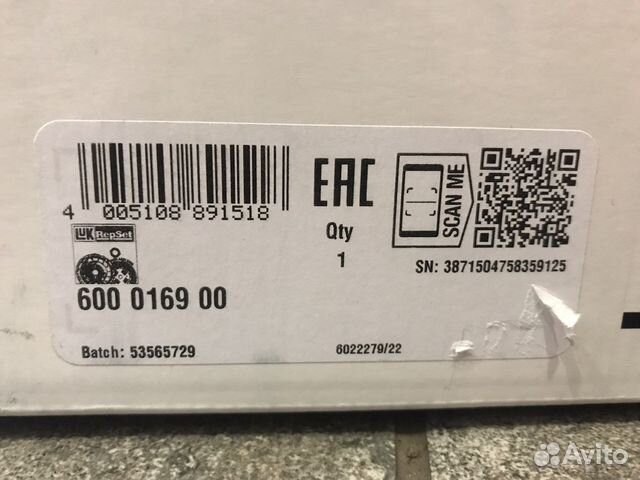 4 005108 891518
EAC
Qty
1
SCAN ME
SN: 3871504758359125
LuK RepSet
600 0169 00
Batch: 53565729
6022279/22
Avito